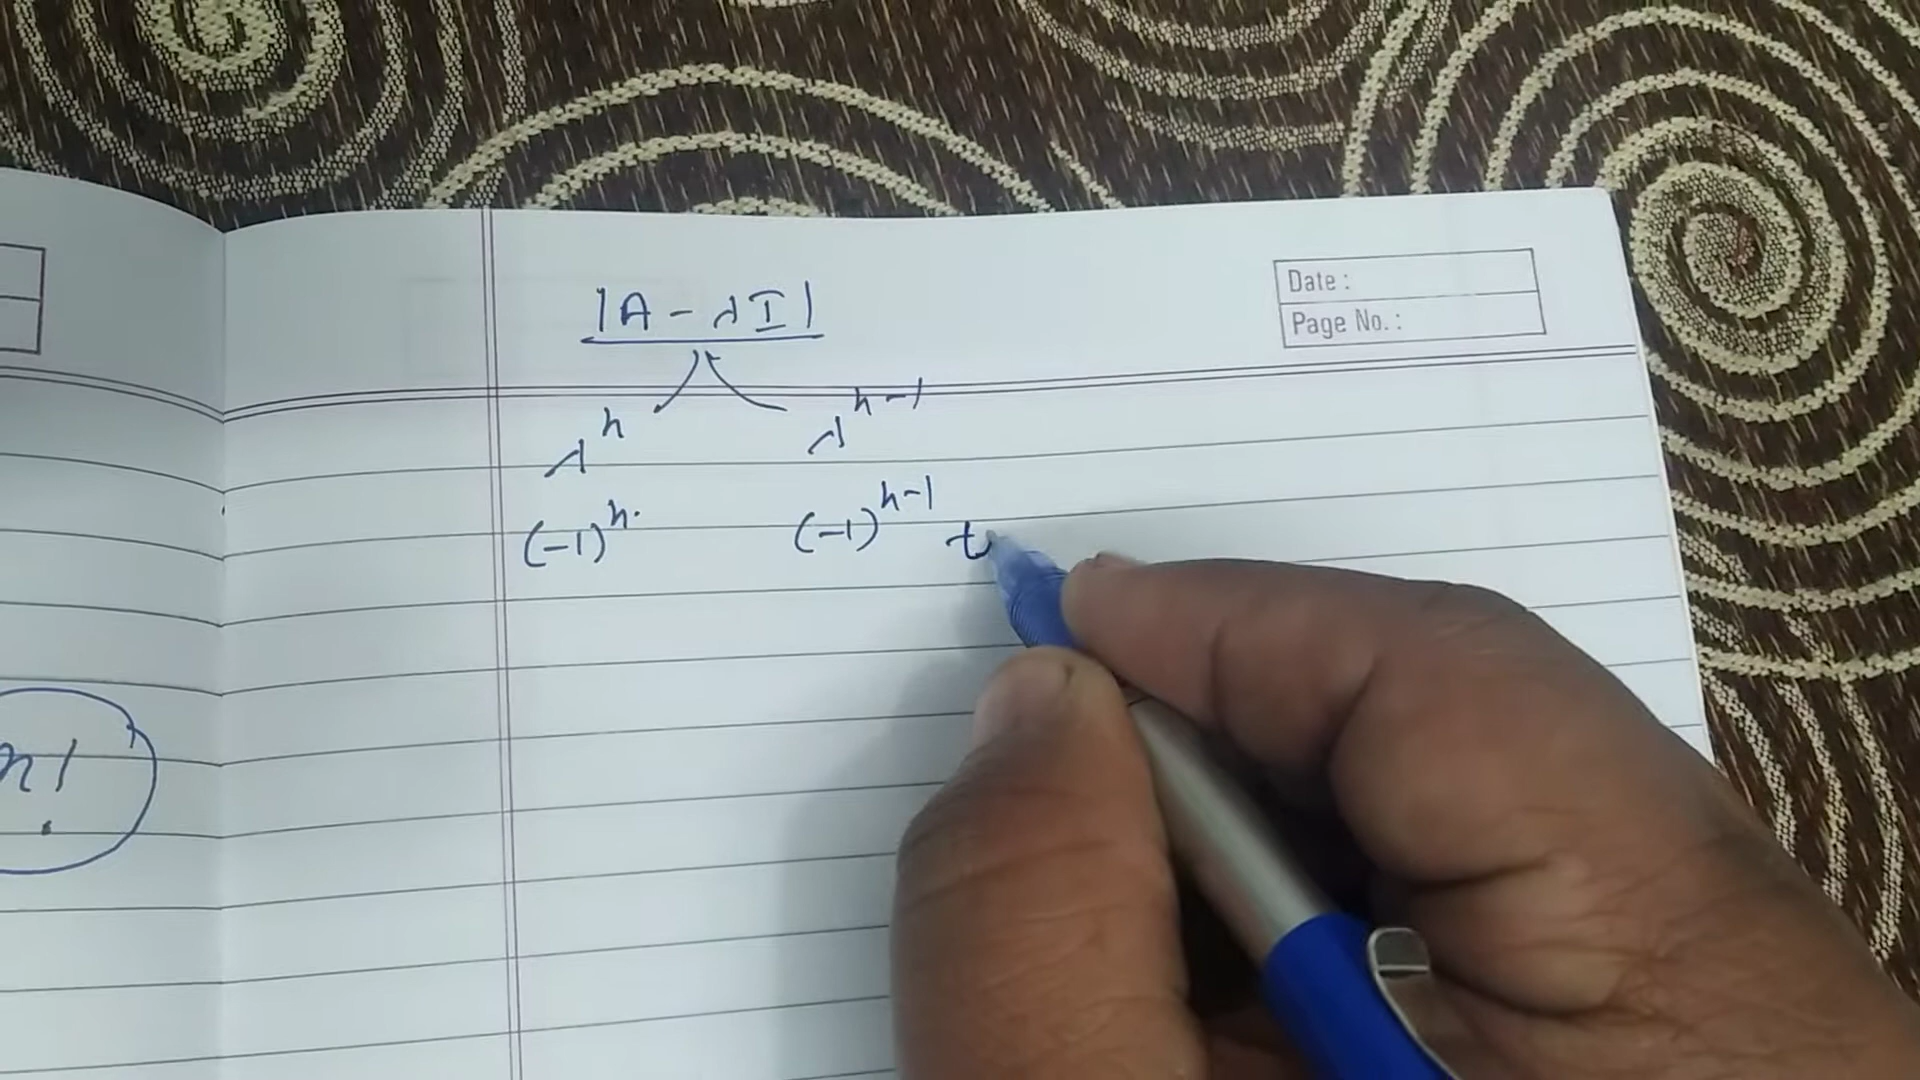 Date :
Page No. :
|A - λI|
λ^n λ^{n-1}
(-1)^n. (-1)^{n-1} t
n!